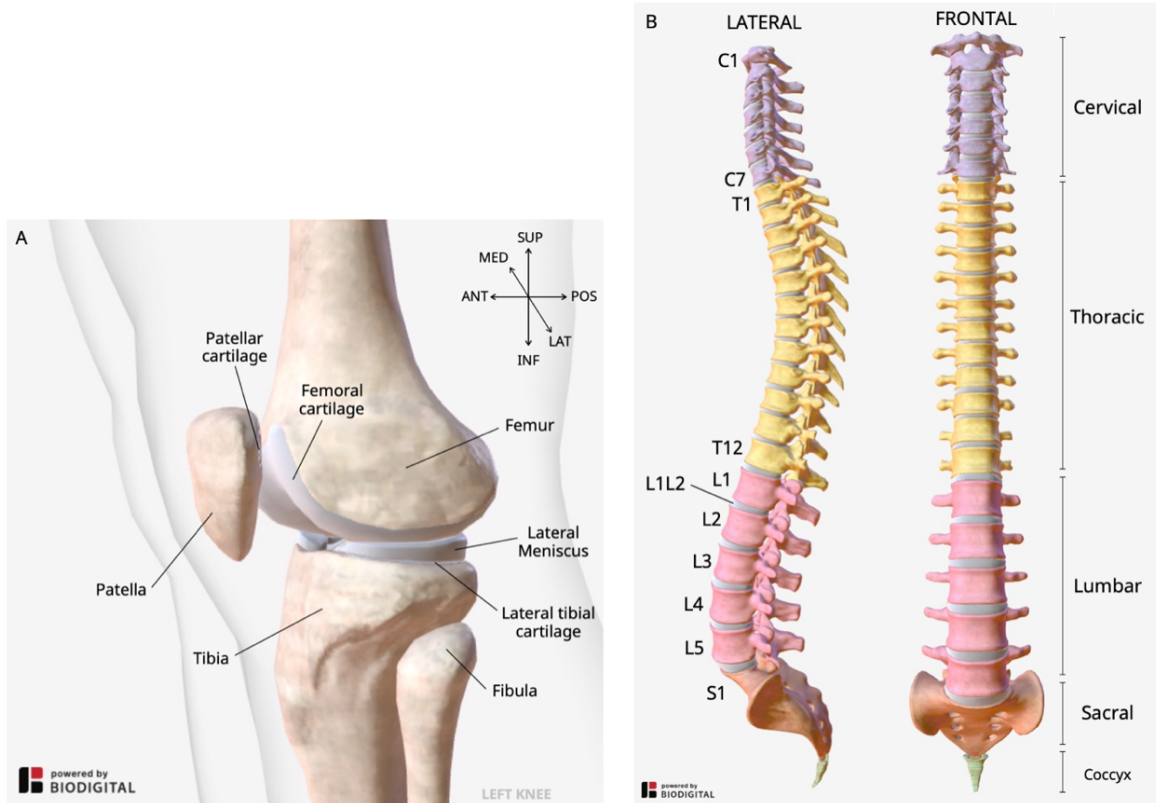 A
SUP
MED
ANT
POS
LAT
INF
Patellar
cartilage
Femoral
cartilage
Femur
Lateral
Meniscus
Patella
Lateral tibial
cartilage
Tibia
Fibula
powered by
BIODIGITAL
LEFT KNEE
B
LATERAL
FRONTAL
C1
Cervical
C7
T1
Thoracic
T12
L1
L1L2
L2
L3
Lumbar
L4
L5
S1
Sacral
Coccyx
powered by
BIODIGITAL